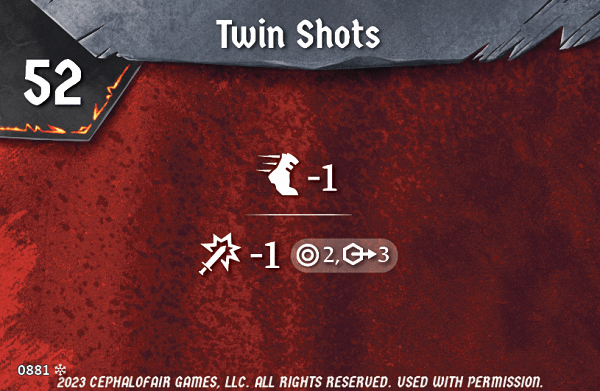 Twin Shots
52
-1
-1 2, 3
0881
2023 CEPHALOFAIR GAMES, LLC. ALL RIGHTS RESERVED. USED WITH PERMISSION.